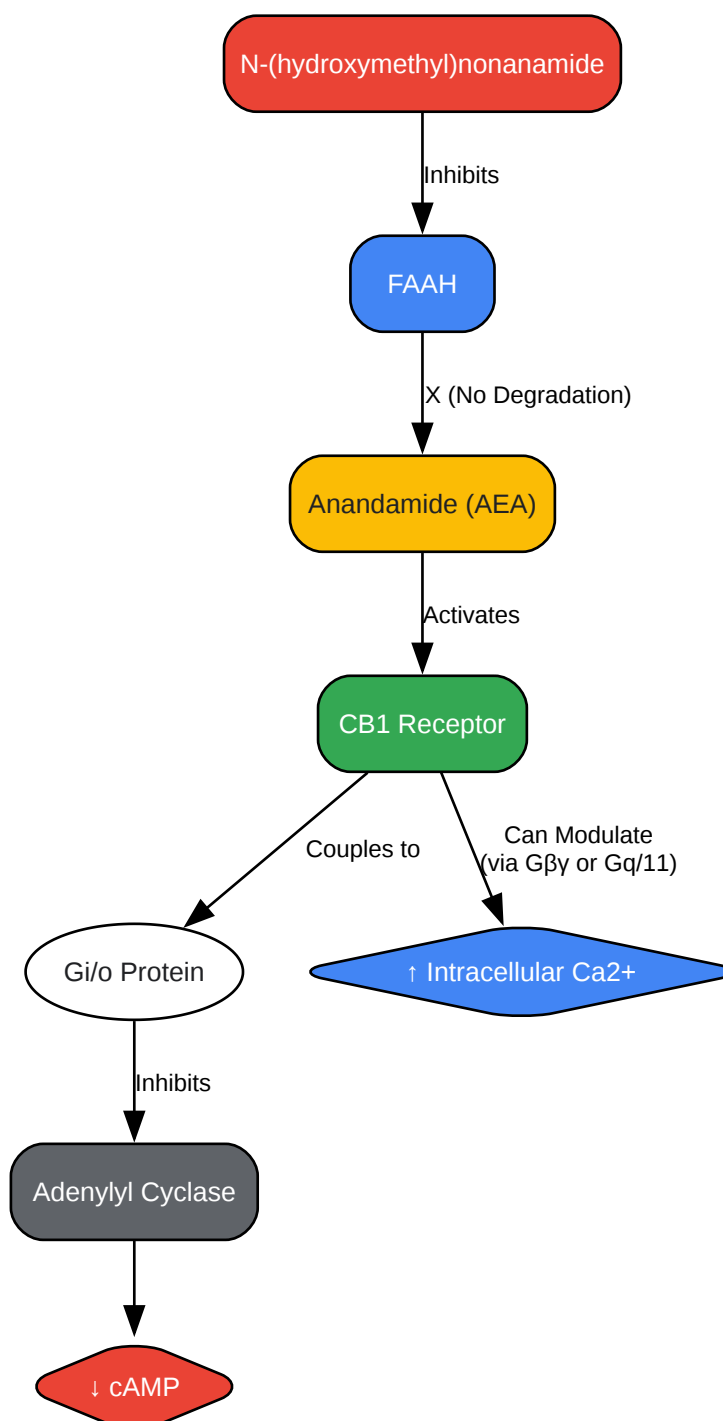 N-(hydroxymethyl)nonanamide
Inhibits
FAAH
X (No Degradation)
Anandamide (AEA)
Activates
CB1 Receptor
Couples to
Can Modulate
(via Gβγ or Gq/11)
Gi/o Protein
↑ Intracellular Ca2+
Inhibits
Adenylyl Cyclase
↓ cAMP